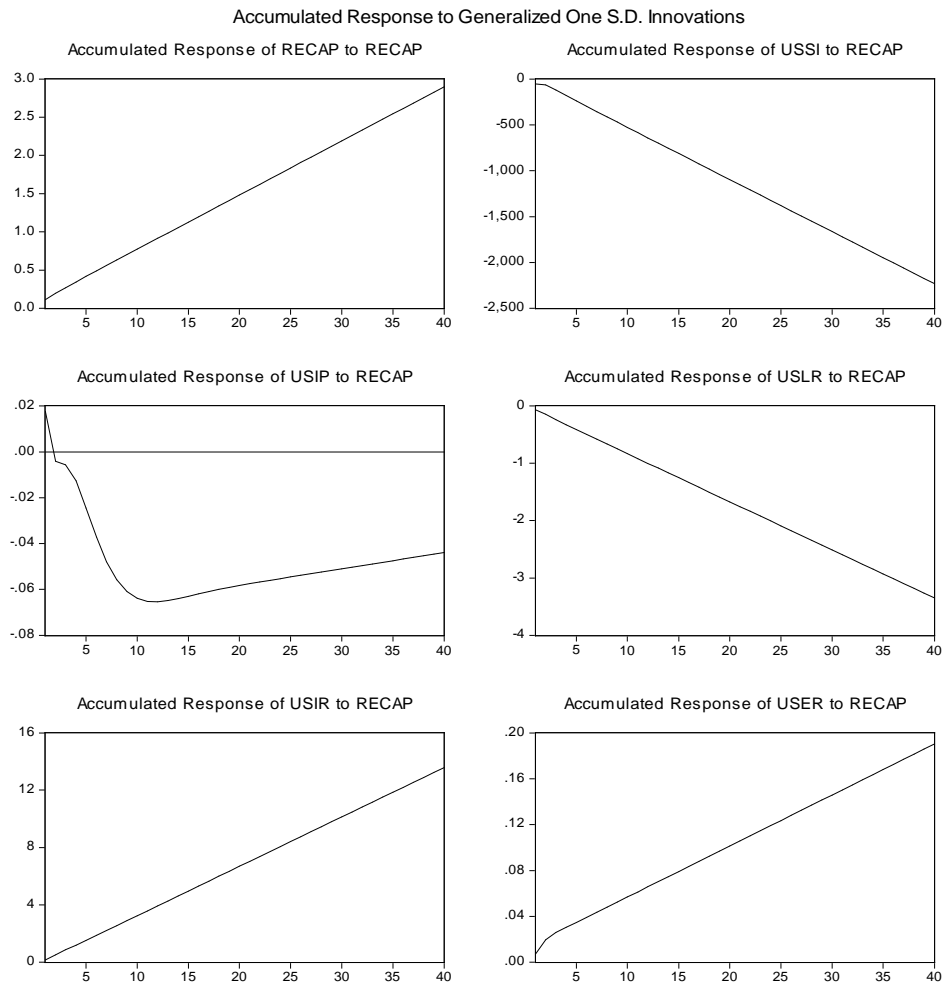 Accumulated Response to Generalized One S.D. Innovations
Accumulated Response of RECAP to RECAP
3.0
2.5
2.0
1.5
1.0
0.5
0.0
5 10 15 20 25 30 35 40
Accumulated Response of USSI to RECAP
0
-500
-1,000
-1,500
-2,000
-2,500
5 10 15 20 25 30 35 40
Accumulated Response of USIP to RECAP
.02
.00
-.02
-.04
-.06
-.08
5 10 15 20 25 30 35 40
Accumulated Response of USLR to RECAP
0
-1
-2
-3
-4
5 10 15 20 25 30 35 40
Accumulated Response of USIR to RECAP
16
12
8
4
0
5 10 15 20 25 30 35 40
Accumulated Response of USER to RECAP
.20
.16
.12
.08
.04
.00
5 10 15 20 25 30 35 40